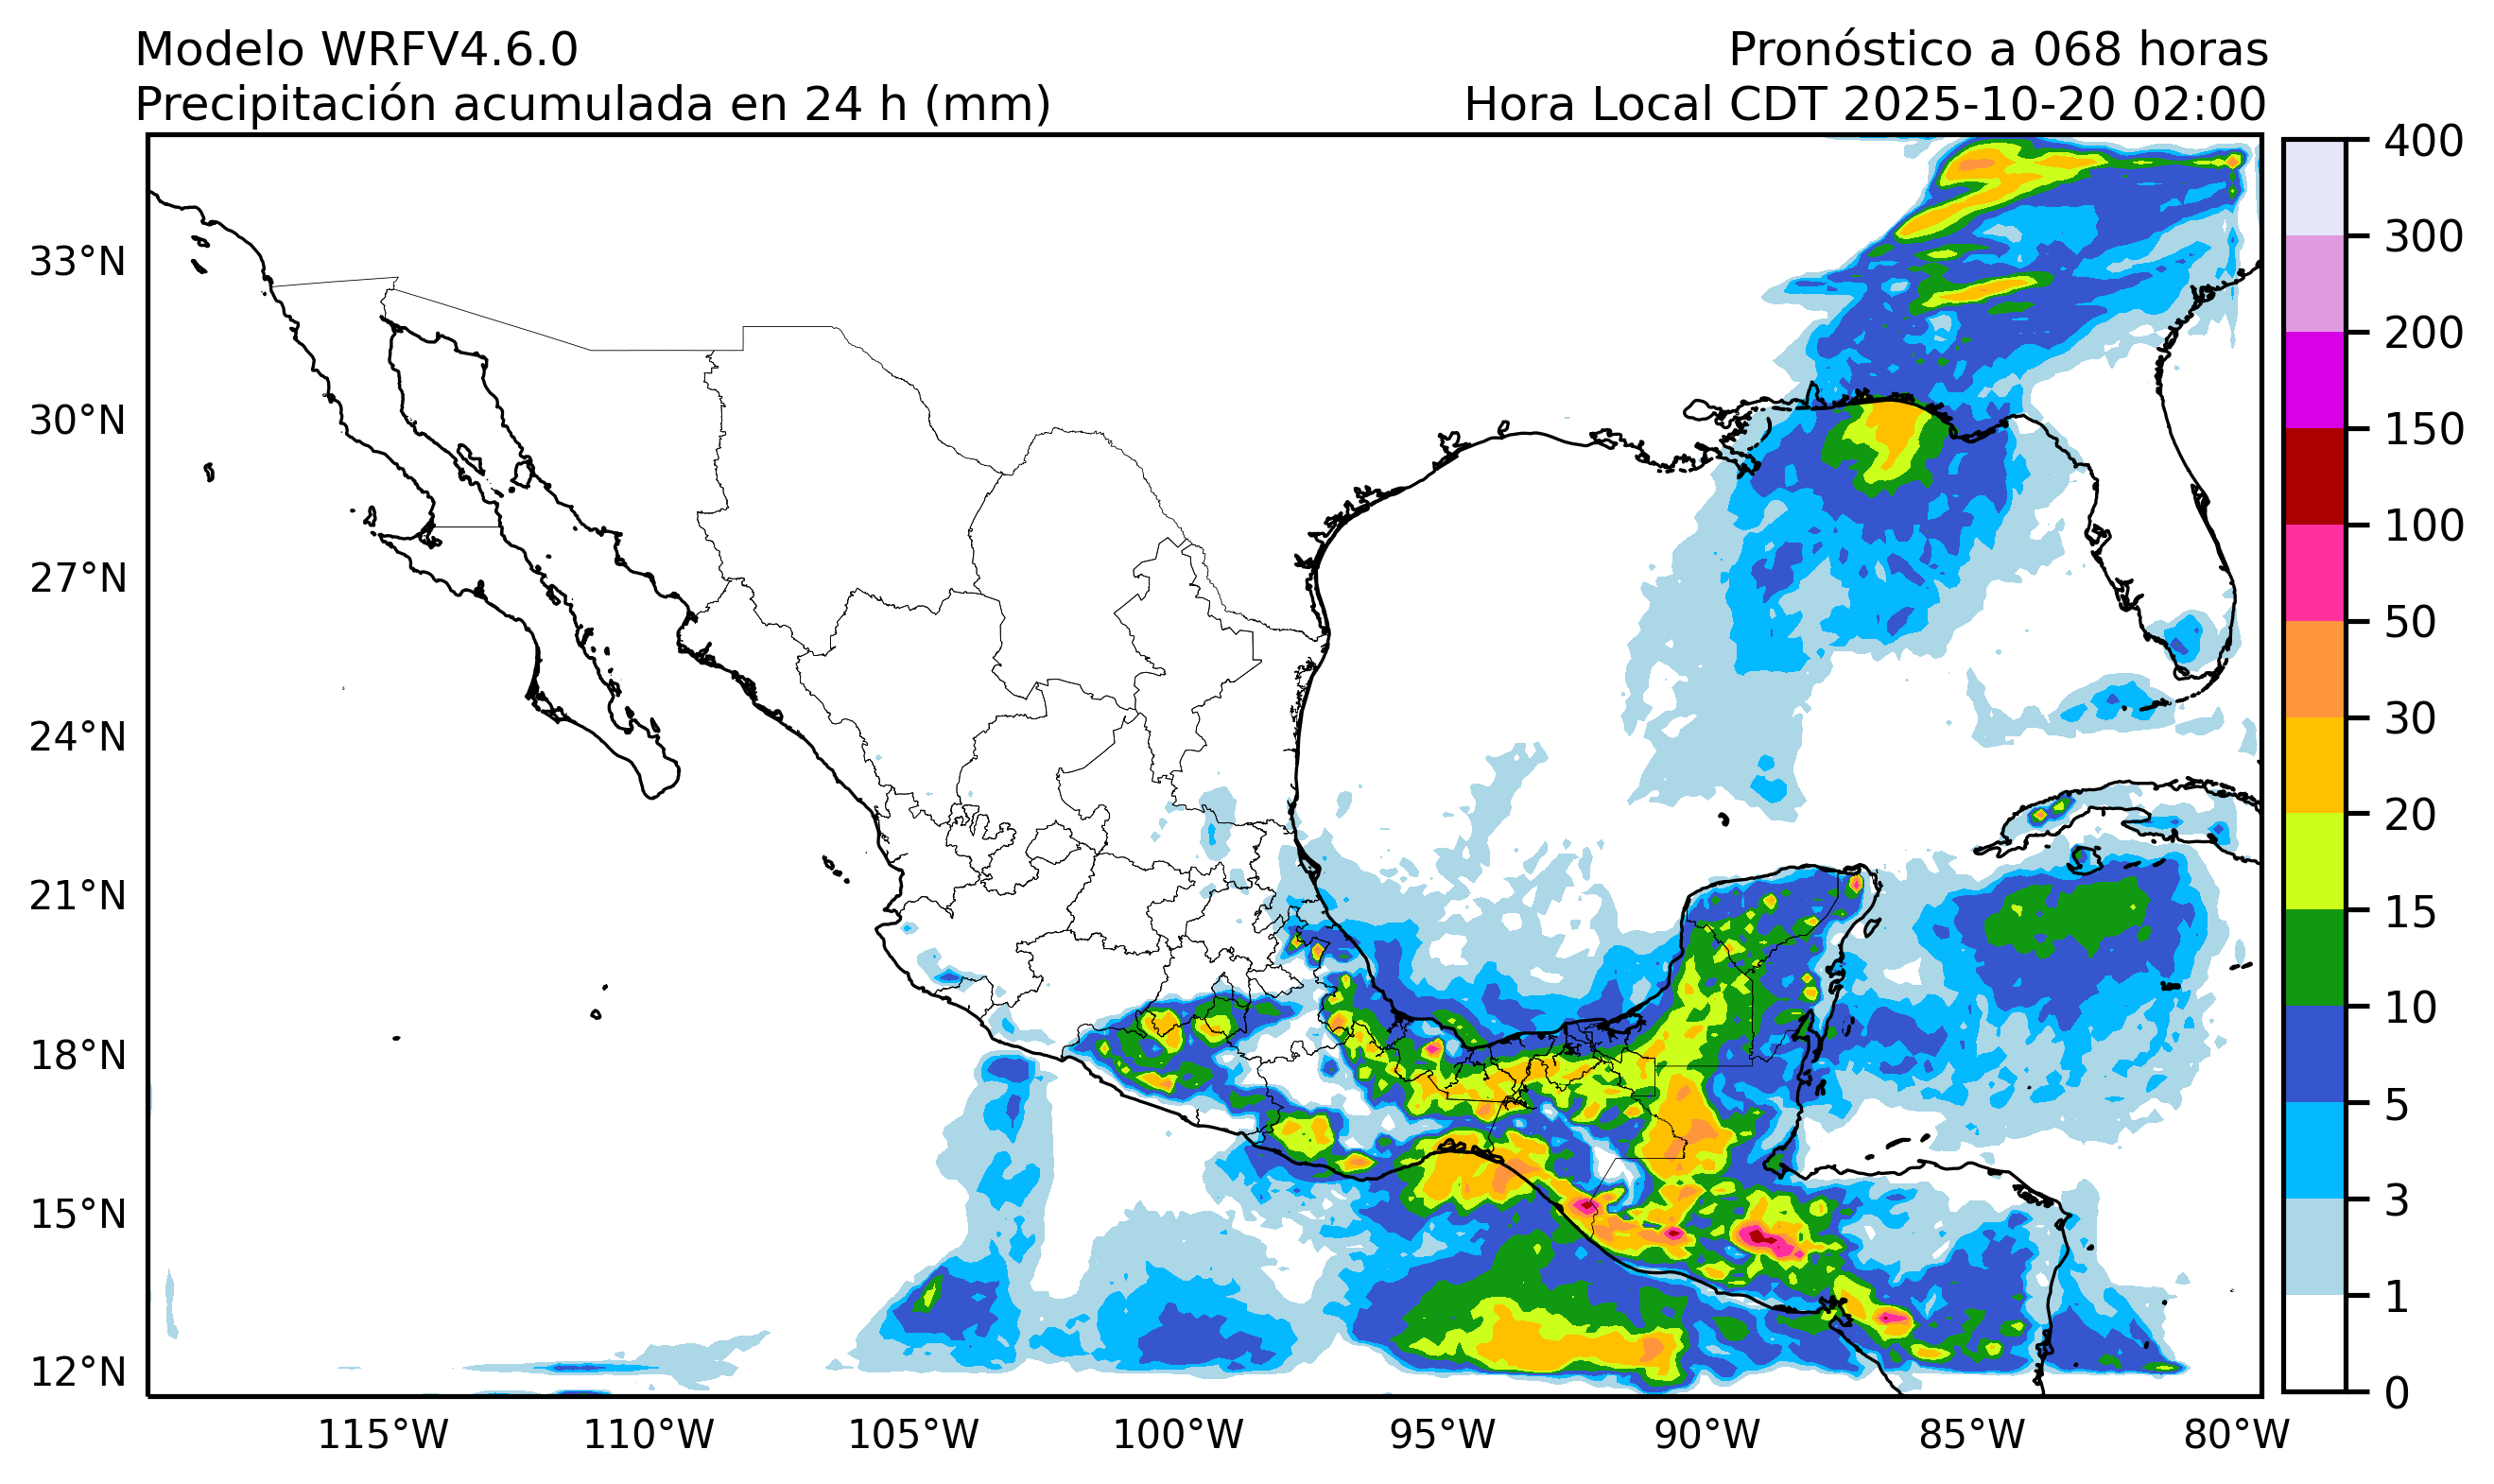 Modelo WRFV4.6.0
Pronóstico a 068 horas
Precipitación acumulada en 24 h (mm)
Hora Local CDT 2025-10-20 02:00
33°N
30°N
27°N
24°N
21°N
18°N
15°N
12°N
115°W
110°W
105°W
100°W
95°W
90°W
85°W
80°W
400
300
200
150
100
50
30
20
15
10
5
3
1
0